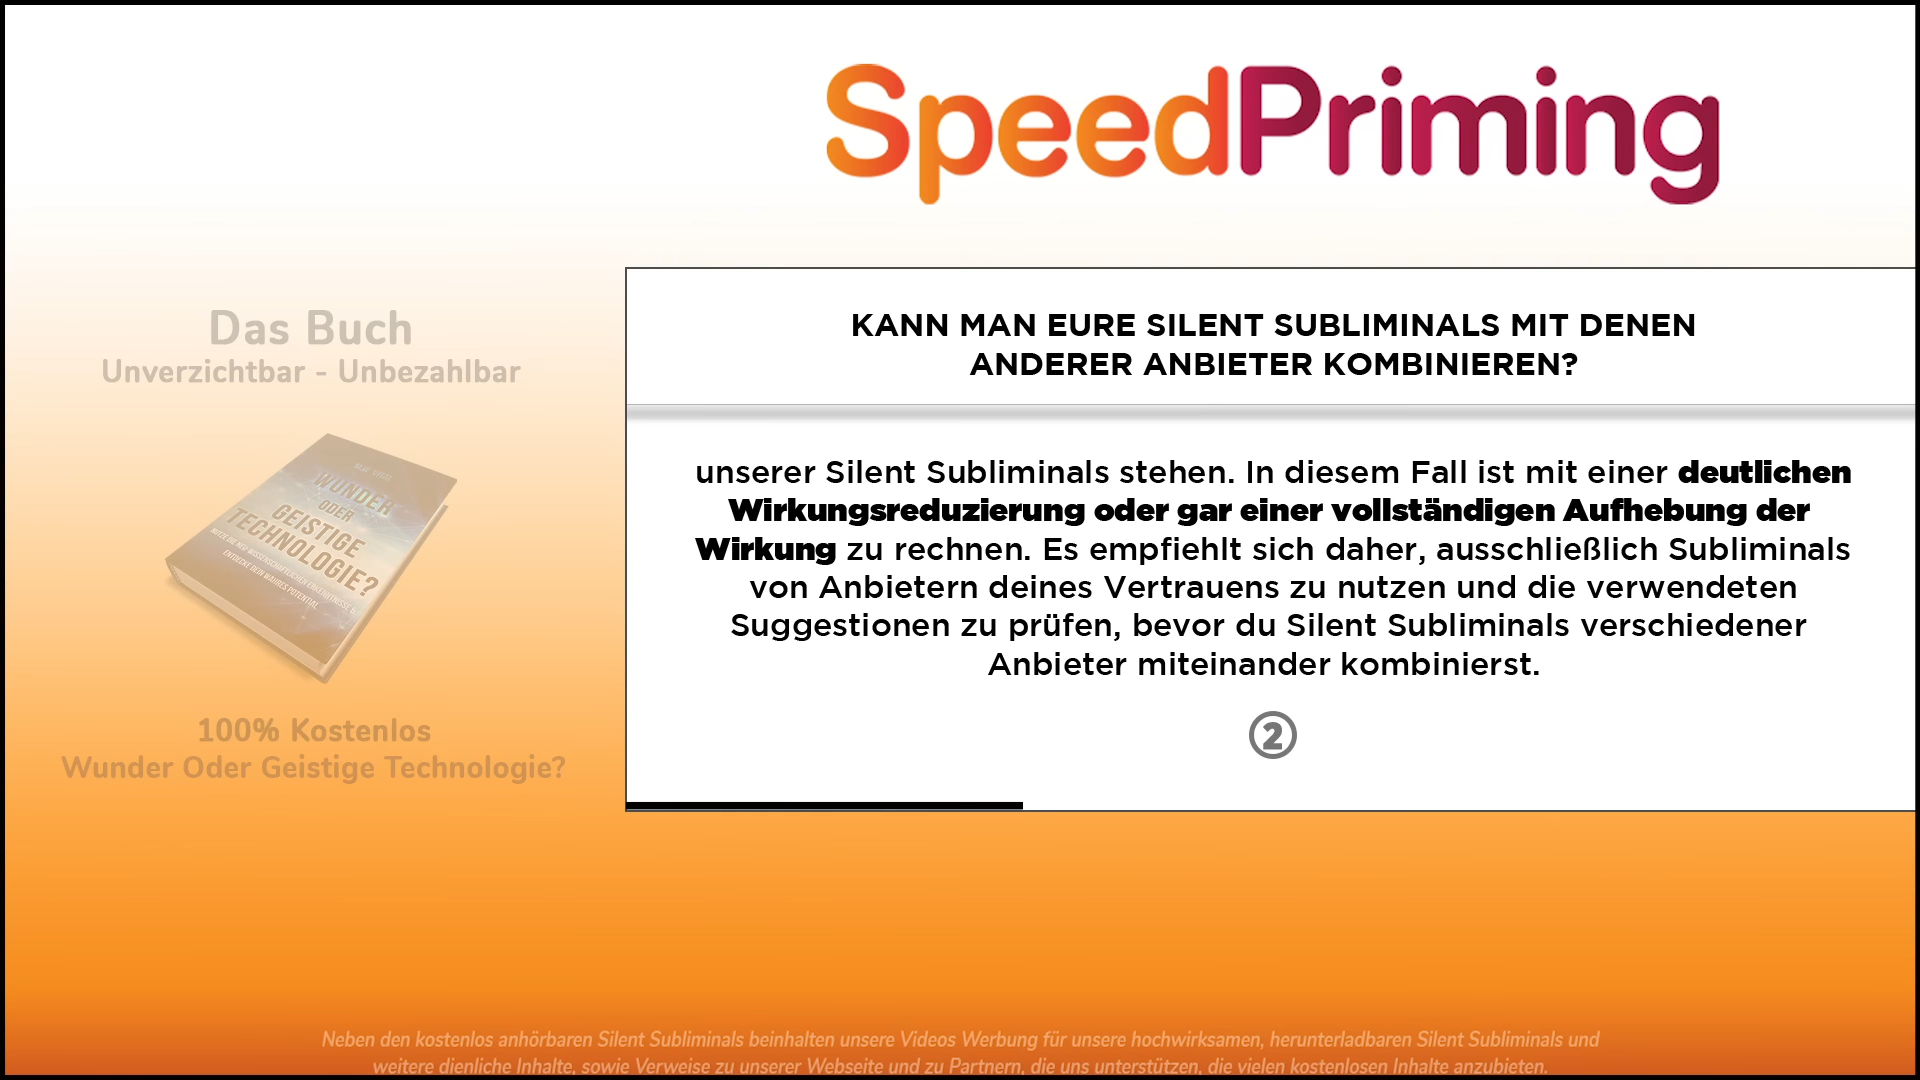 SpeedPriming
Das Buch
Unverzichtbar - Unbezahlbar
WUNDER
ODER
GEISTIGE
TECHNOLOGIE?
ENTDECKE DEIN WAHRES POTENTIAL
100% Kostenlos
Wunder Oder Geistige Technologie?
KANN MAN EURE SILENT SUBLIMINALS MIT DENEN
ANDERER ANBIETER KOMBINIEREN?
unserer Silent Subliminals stehen. In diesem Fall ist mit einer deutlichen
Wirkungsreduzierung oder gar einer vollständigen Aufhebung der
Wirkung zu rechnen. Es empfiehlt sich daher, ausschließlich Subliminals
von Anbietern deines Vertrauens zu nutzen und die verwendeten
Suggestionen zu prüfen, bevor du Silent Subliminals verschiedener
Anbieter miteinander kombinierst.
2
Neben den kostenlos anhörbaren Silent Subliminals beinhalten unsere Videos Werbung für unsere hochwirksamen, herunterladbaren Silent Subliminals und
weitere dienliche Inhalte, sowie Verweise zu unserer Webseite und zu Partnern, die uns unterstützen, die vielen kostenlosen Inhalte anzubieten.